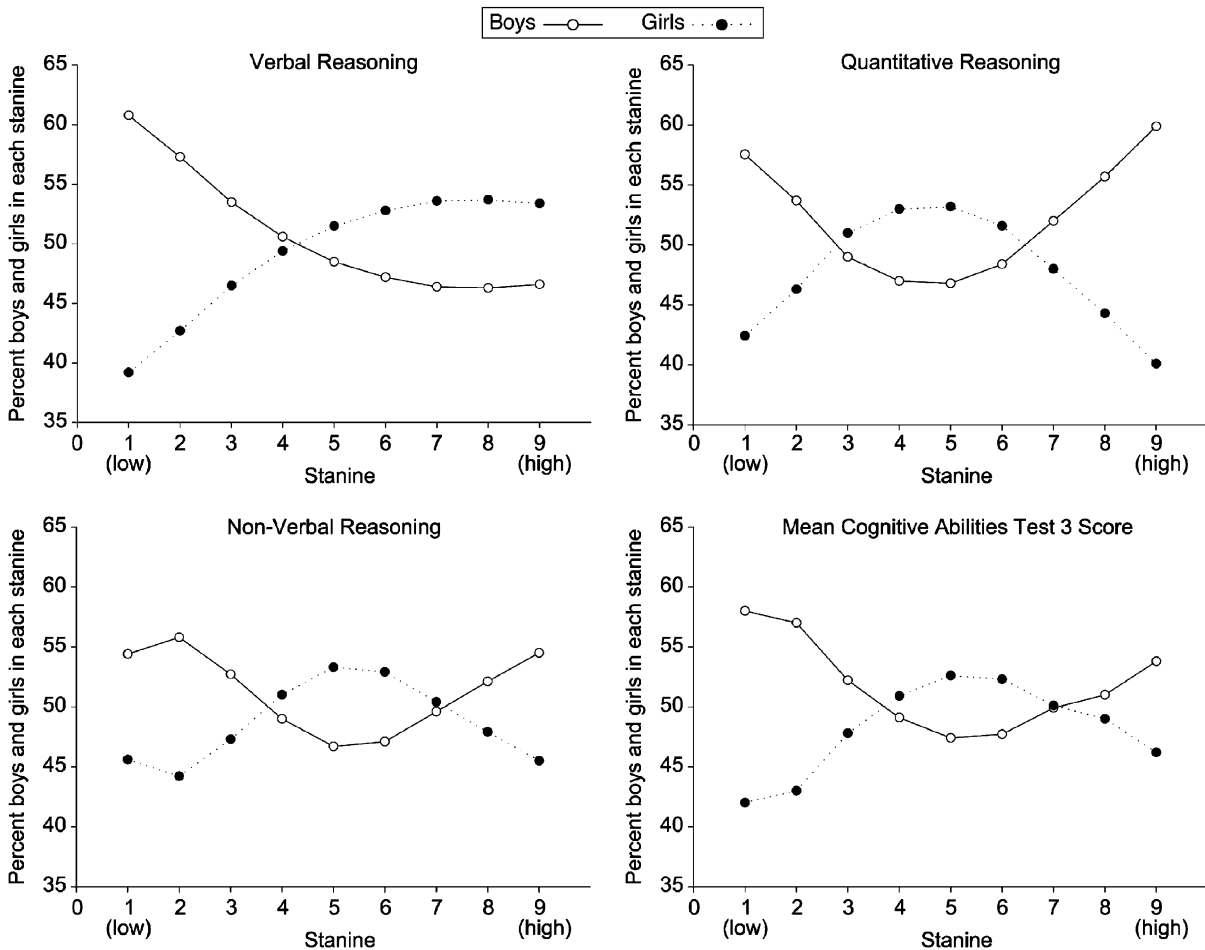 Boys Girls
Verbal Reasoning
Percent boys and girls in each stanine
65
60
55
50
45
40
35
0 1 2 3 4 5 6 7 8 9
(low) (high)
Stanine
Quantitative Reasoning
Percent boys and girls in each stanine
65
60
55
50
45
40
35
0 1 2 3 4 5 6 7 8 9
(low) (high)
Stanine
Non-Verbal Reasoning
Percent boys and girls in each stanine
65
60
55
50
45
40
35
0 1 2 3 4 5 6 7 8 9
(low) (high)
Stanine
Mean Cognitive Abilities Test 3 Score
Percent boys and girls in each stanine
65
60
55
50
45
40
35
0 1 2 3 4 5 6 7 8 9
(low) (high)
Stanine